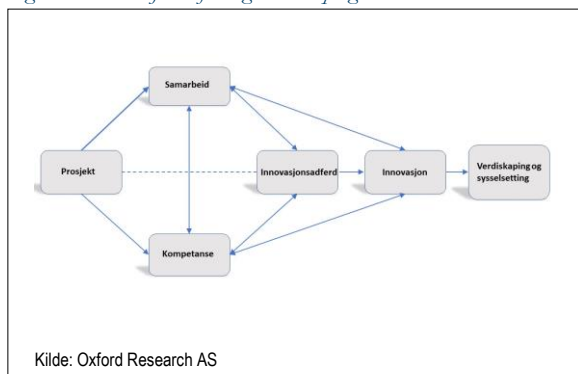 Samarbeid
Prosjekt
Innovasjonsadferd
Innovasjon
Verdiskaping og
sysselsetting
Kompetanse
Kilde: Oxford Research AS